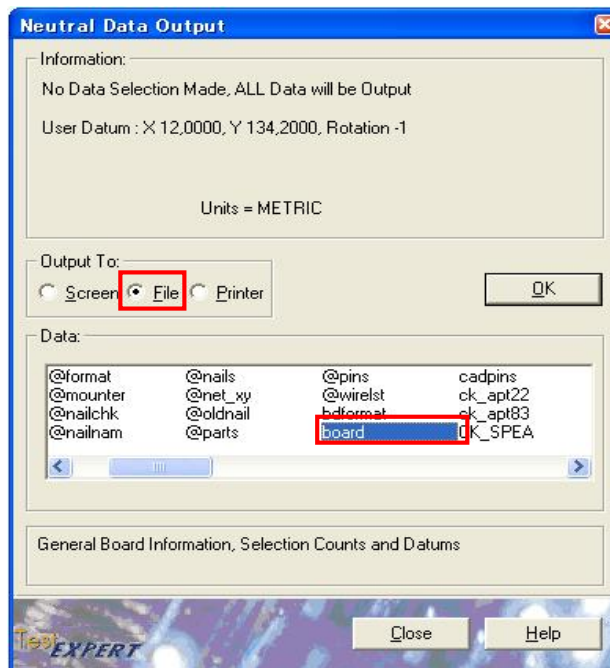 Neutral Data Output
Information:
No Data Selection Made, ALL Data will be Output
User Datum : X 12,0000, Y 134,2000, Rotation -1
Units = METRIC
Output To:
Screen File Printer
OK
Data:
@format @nails @pins cadpins
@mounter @net_xy @wirelst ck_apt22
@nailchk @oldnail bdformat ck_apt83
@nailnam @parts board CK_SPEA
General Board Information, Selection Counts and Datums
Test EXPERT
Close Help